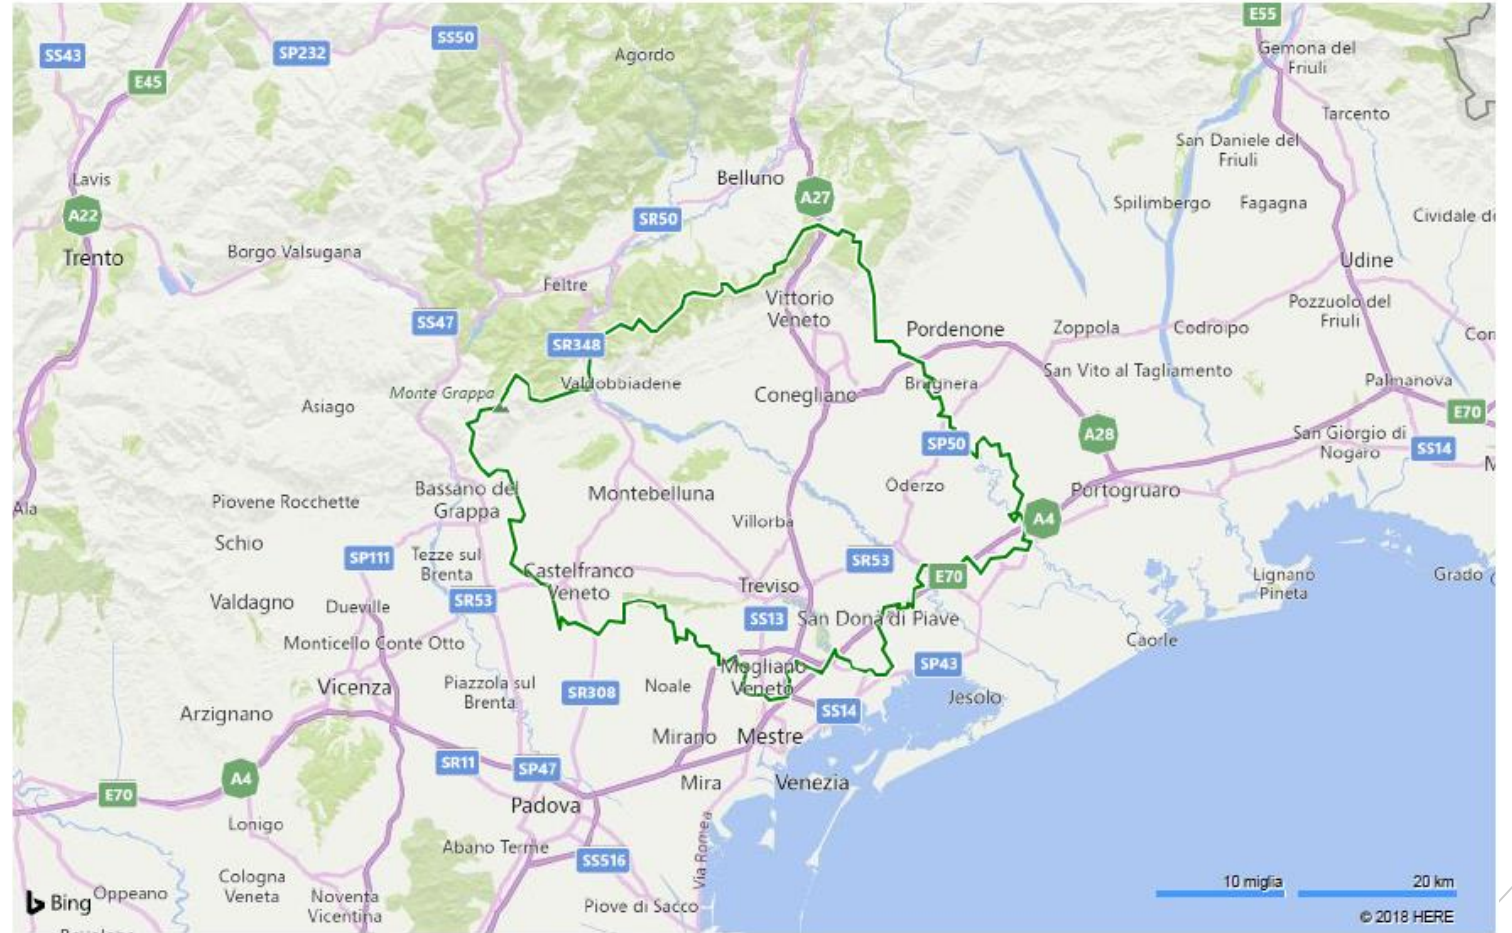 E55
SS43
SP232
SS50
Agordo
Gemona del
Friuli
E45
Tarcento
San Daniele del
Friuli
Lavis
Belluno
A27
Spilimbergo
Fagagna
A22
SR50
Cividale
Trento
Borgo Valsugana
Udine
Feltre
Vittorio
Veneto
Pozzuolo del
Friuli
SS47
SR348
Pordenone
Zoppola
Codroipo
Monte Grappa
Valdobbiadene
Brugnera
San Vito al Tagliamento
Palmanova
Asiago
Conegliano
E70
SP50
A28
San Giorgio di
Nogaro
SS14
Bassano del
Grappa
Piovene Rocchette
Montebelluna
Oderzo
Portogruaro
Ala
Villorba
A4
Schio
SP111
Tezze sul
Brenta
SR53
Castelfranco
Veneto
Treviso
E70
Lignano
Pineta
Grado
Valdagno
Dueville
SR53
SS13
San Donà di Piave
Monticello Conte Otto
Caorle
Mogliano
Veneto
SP43
Vicenza
Piazzola sul
Brenta
SR308
Noale
Jesolo
Arzignano
SS14
Mirano
Mestre
SR11
SP47
A4
Mira
Venezia
E70
Padova
Lonigo
Via Romea
Abano Terme
SS516
Cologna
Veneta
Noventa
Vicentina
Oppeano
Piove di Sacco
Bing
10 miglia
20 km
© 2018 HERE